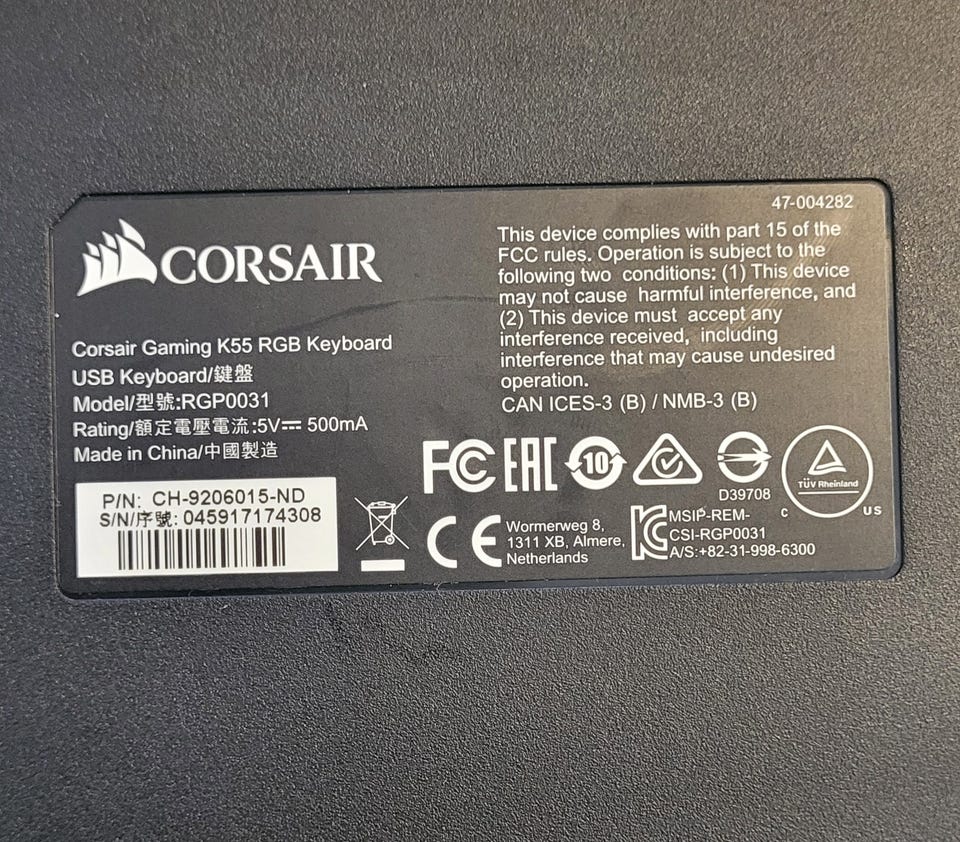 CORSAIR
Corsair Gaming K55 RGB Keyboard
USB Keyboard/鍵盤
Model/型號:RGP0031
Rating/額定電壓電流:5V⎓ 500mA
Made in China/中國製造
P/N: CH-9206015-ND
S/N/序號: 045917174308
47-004282
This device complies with part 15 of the
FCC rules. Operation is subject to the
following two conditions: (1) This device
may not cause harmful interference, and
(2) This device must accept any
interference received, including
interference that may cause undesired
operation.
CAN ICES-3 (B) / NMB-3 (B)
FC EAC 10
D39708
TÜV Rheinland
C US
CE
Wormerweg 8,
1311 XB, Almere,
Netherlands
MSIP-REM-
CSI-RGP0031
A/S:+82-31-998-6300